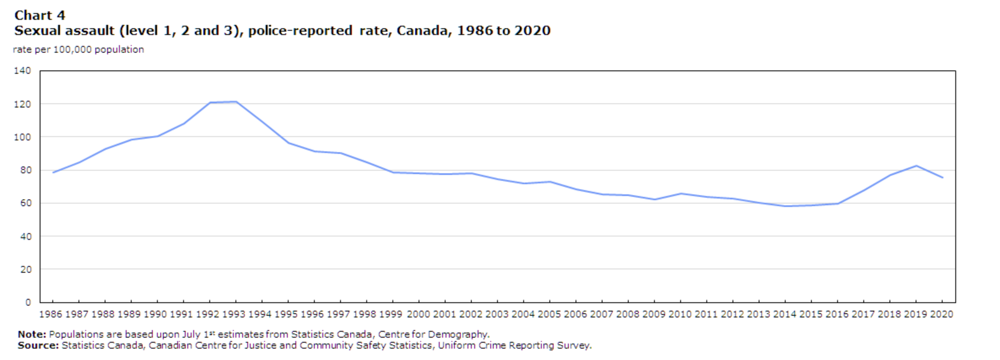 Chart 4
Sexual assault (level 1, 2 and 3), police-reported rate, Canada, 1986 to 2020
rate per 100,000 population
140
120
100
80
60
40
20
0
1986 1987 1988 1989 1990 1991 1992 1993 1994 1995 1996 1997 1998 1999 2000 2001 2002 2003 2004 2005 2006 2007 2008 2009 2010 2011 2012 2013 2014 2015 2016 2017 2018 2019 2020
Note: Populations are based upon July 1st estimates from Statistics Canada, Centre for Demography.
Source: Statistics Canada, Canadian Centre for Justice and Community Safety Statistics, Uniform Crime Reporting Survey.